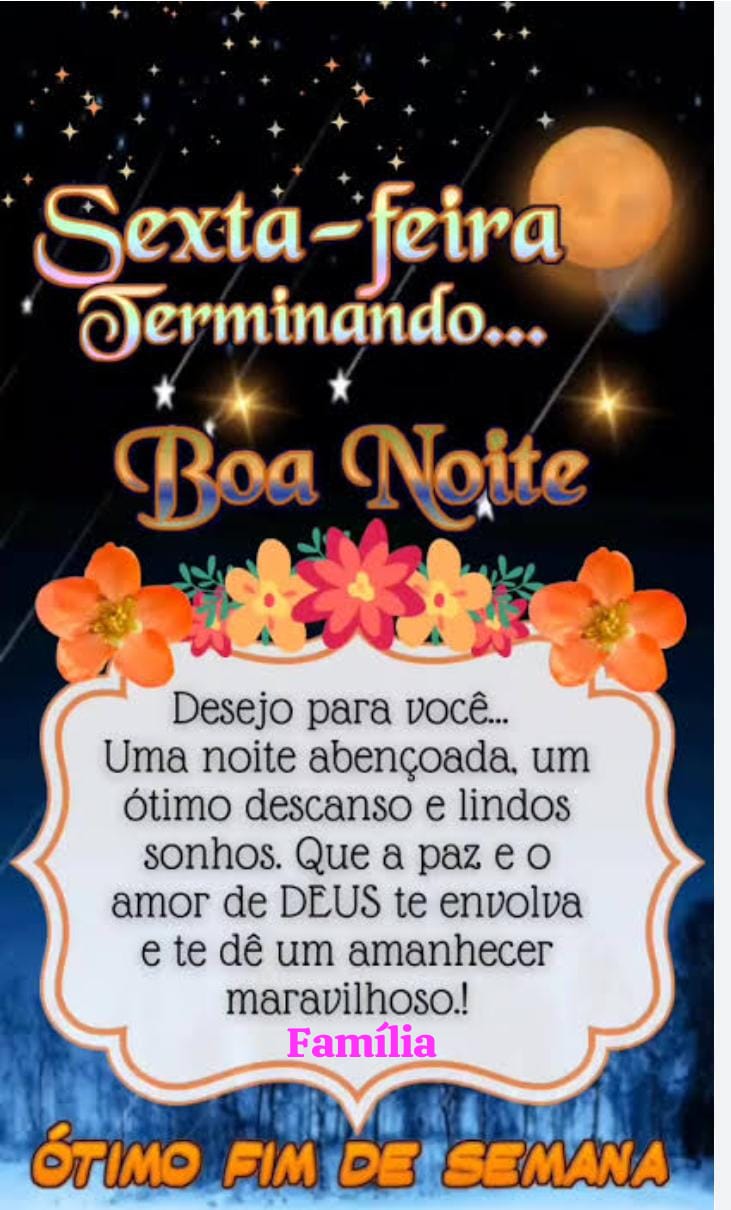 Sexta-feira
Terminando...
Boa Noite
Desejo para você...
Uma noite abençoada, um
ótimo descanso e lindos
sonhos. Que a paz e o
amor de DEUS te envolva
e te dê um amanhecer
maravilhoso.!
Família
ÓTIMO FIM DE SEMANA